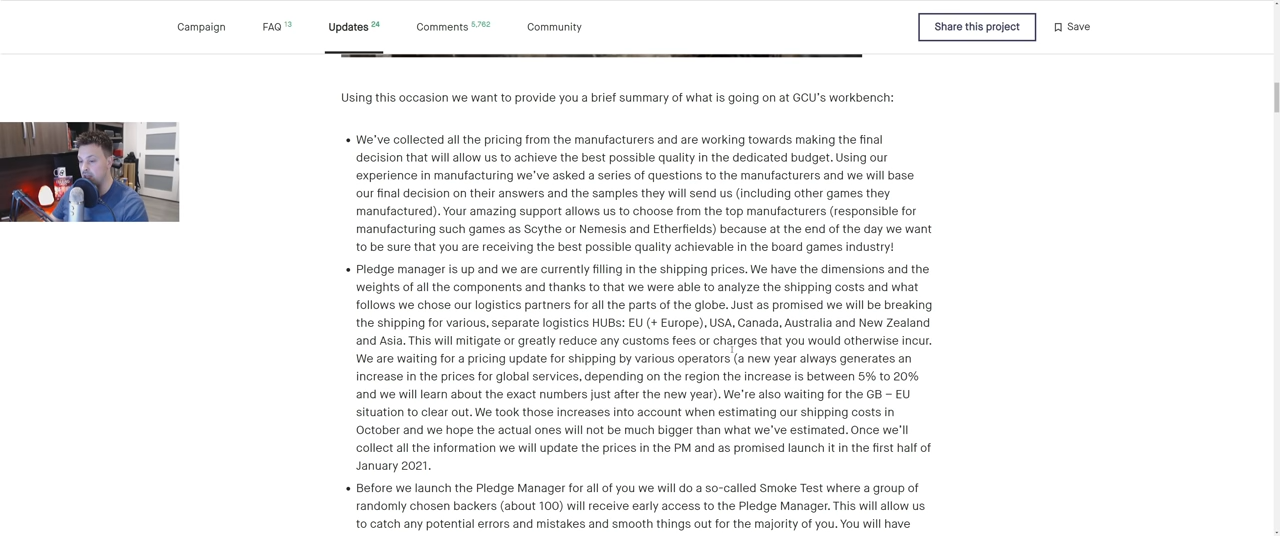 Campaign FAQ 13 Updates 24 Comments 5,762 Community Share this project Save
Using this occasion we want to provide you a brief summary of what is going on at GCU's workbench:
• We've collected all the pricing from the manufacturers and are working towards making the final
decision that will allow us to achieve the best possible quality in the dedicated budget. Using our
experience in manufacturing we've asked a series of questions to the manufacturers and we will base
our final decision on their answers and the samples they will send us (including other games they
manufactured). Your amazing support allows us to choose from the top manufacturers (responsible for
manufacturing such games as Scythe or Nemesis and Etherfields) because at the end of the day we want
to be sure that you are receiving the best possible quality achievable in the board games industry!
• Pledge manager is up and we are currently filling in the shipping prices. We have the dimensions and the
weights of all the components and thanks to that we were able to analyze the shipping costs and what
follows we chose our logistics partners for all the parts of the globe. Just as promised we will be breaking
the shipping for various, separate logistics HUBs: EU (+ Europe), USA, Canada, Australia and New Zealand
and Asia. This will mitigate or greatly reduce any customs fees or charges that you would otherwise incur.
We are waiting for a pricing update for shipping by various operators (a new year always generates an
increase in the prices for global services, depending on the region the increase is between 5% to 20%
and we will learn about the exact numbers just after the new year). We're also waiting for the GB – EU
situation to clear out. We took those increases into account when estimating our shipping costs in
October and we hope the actual ones will not be much bigger than what we've estimated. Once we'll
collect all the information we will update the prices in the PM and as promised launch it in the first half of
January 2021.
• Before we launch the Pledge Manager for all of you we will do a so-called Smoke Test where a group of
randomly chosen backers (about 100) will receive early access to the Pledge Manager. This will allow us
to catch any potential errors and mistakes and smooth things out for the majority of you. You will have